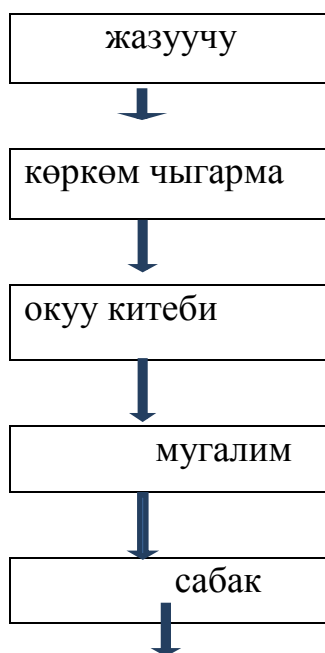 жазуучу
көркөм чыгарма
окуу китеби
мугалим
сабак